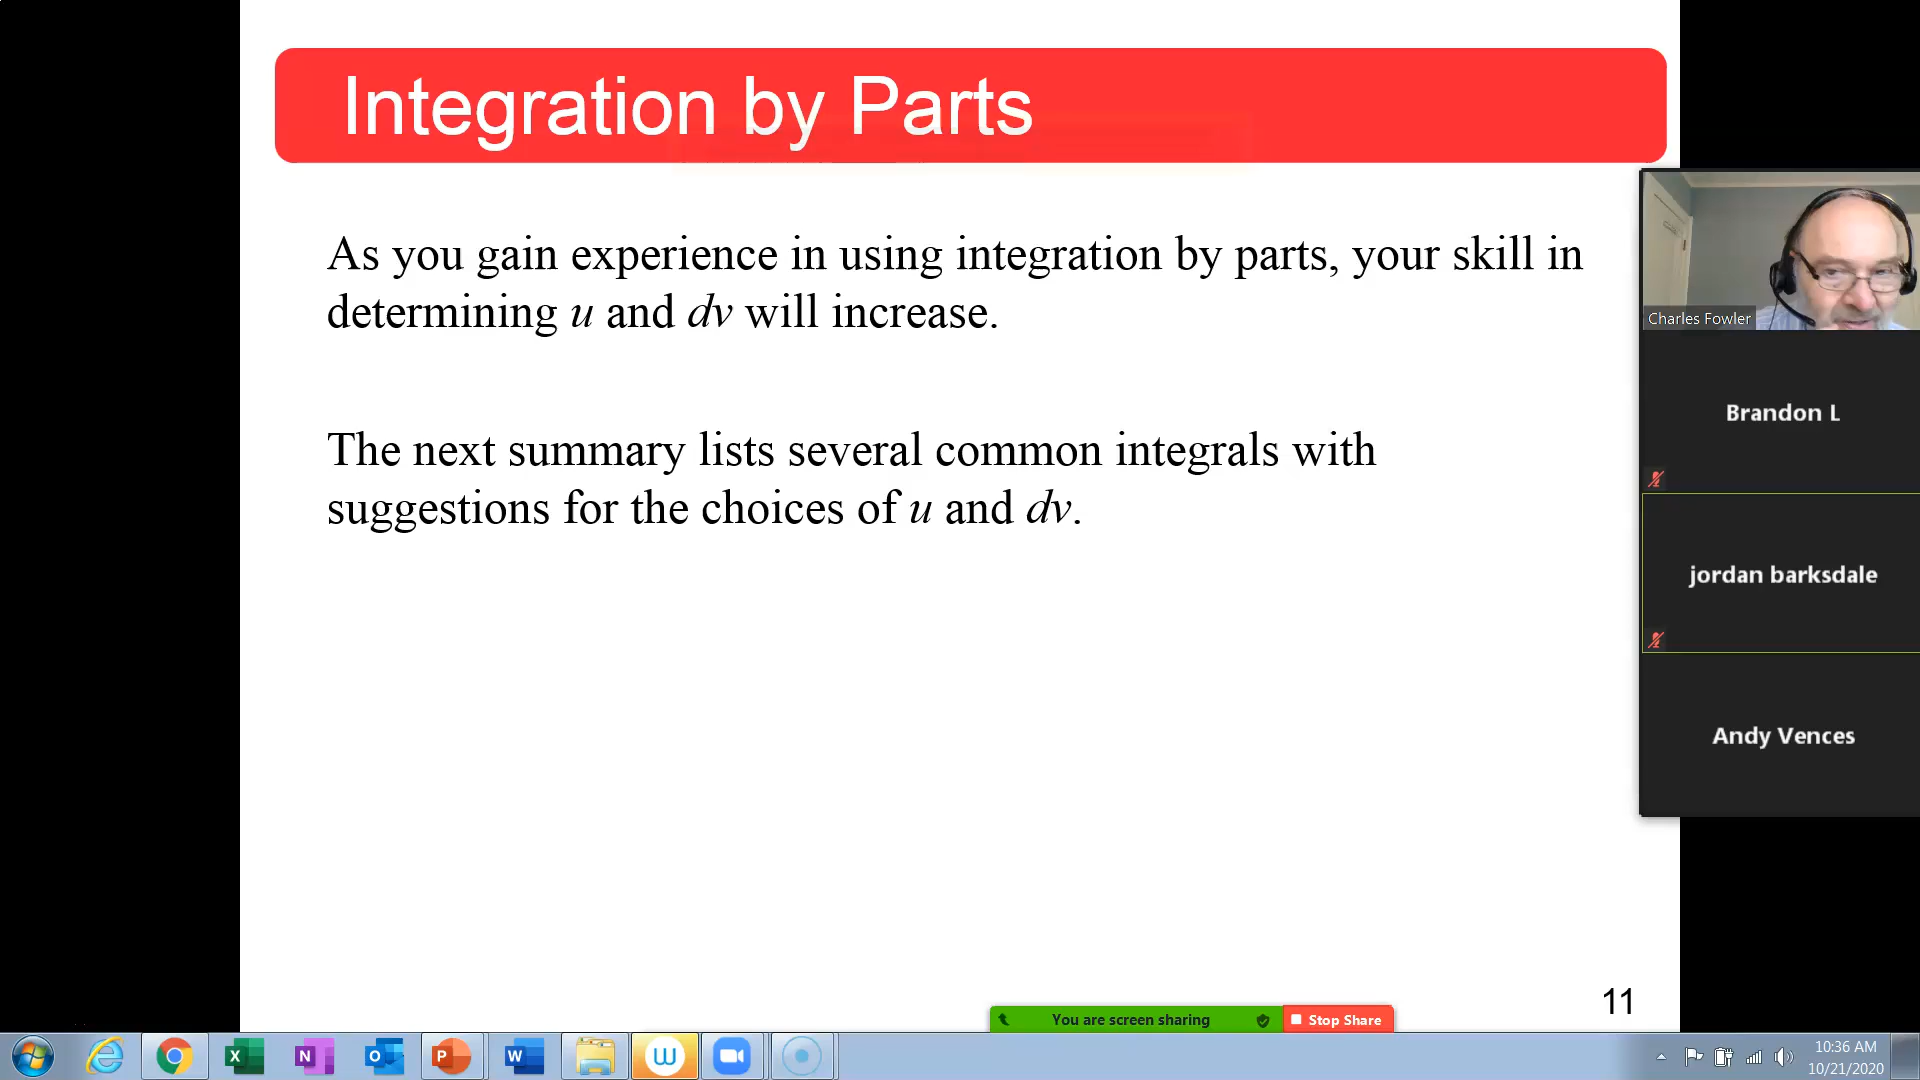 Integration by Parts
As you gain experience in using integration by parts, your skill in
determining u and dv will increase.
The next summary lists several common integrals with
suggestions for the choices of u and dv.
11
Charles Fowler
Brandon L
jordan barksdale
Andy Vences
You are screen sharing
Stop Share
X
N
O
P
W
W
10:36 AM
10/21/2020